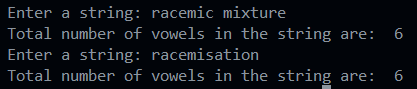 Enter a string: racemic mixture
Total number of vowels in the string are:  6
Enter a string: racemisation
Total number of vowels in the string are:  6